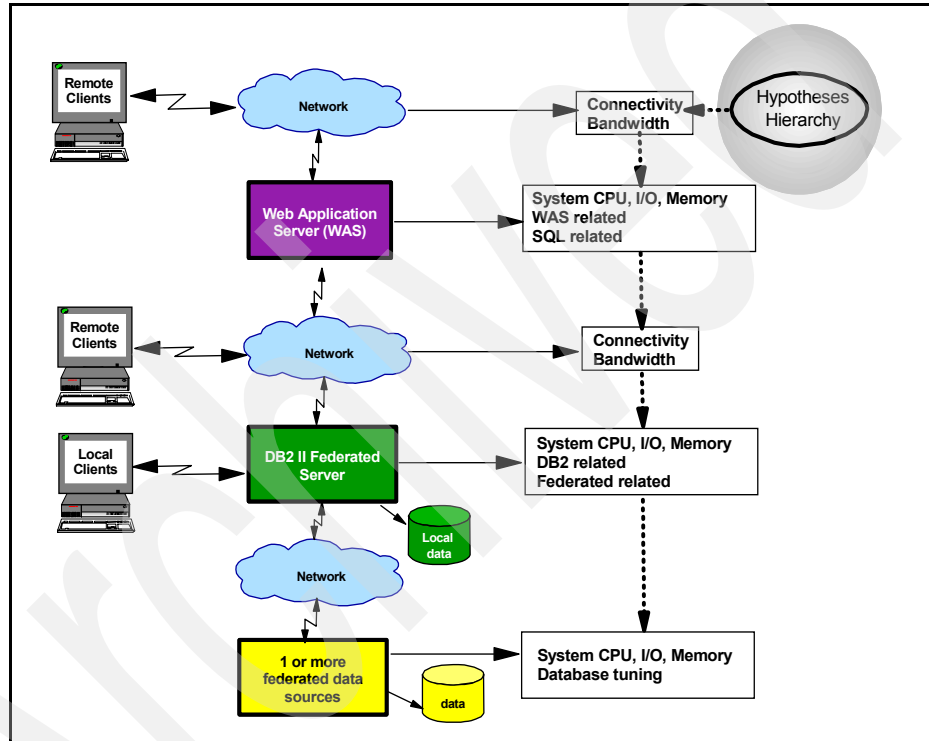 Remote
Clients
Network
Connectivity
Bandwidth
Hypotheses
Hierarchy
Web Application
Server (WAS)
System CPU, I/O, Memory
WAS related
SQL related
Remote
Clients
Network
Connectivity
Bandwidth
Local
Clients
DB2 II Federated
Server
System CPU, I/O, Memory
DB2 related
Federated related
Local
data
Network
1 or more
federated data
sources
data
System CPU, I/O, Memory
Database tuning
Archived